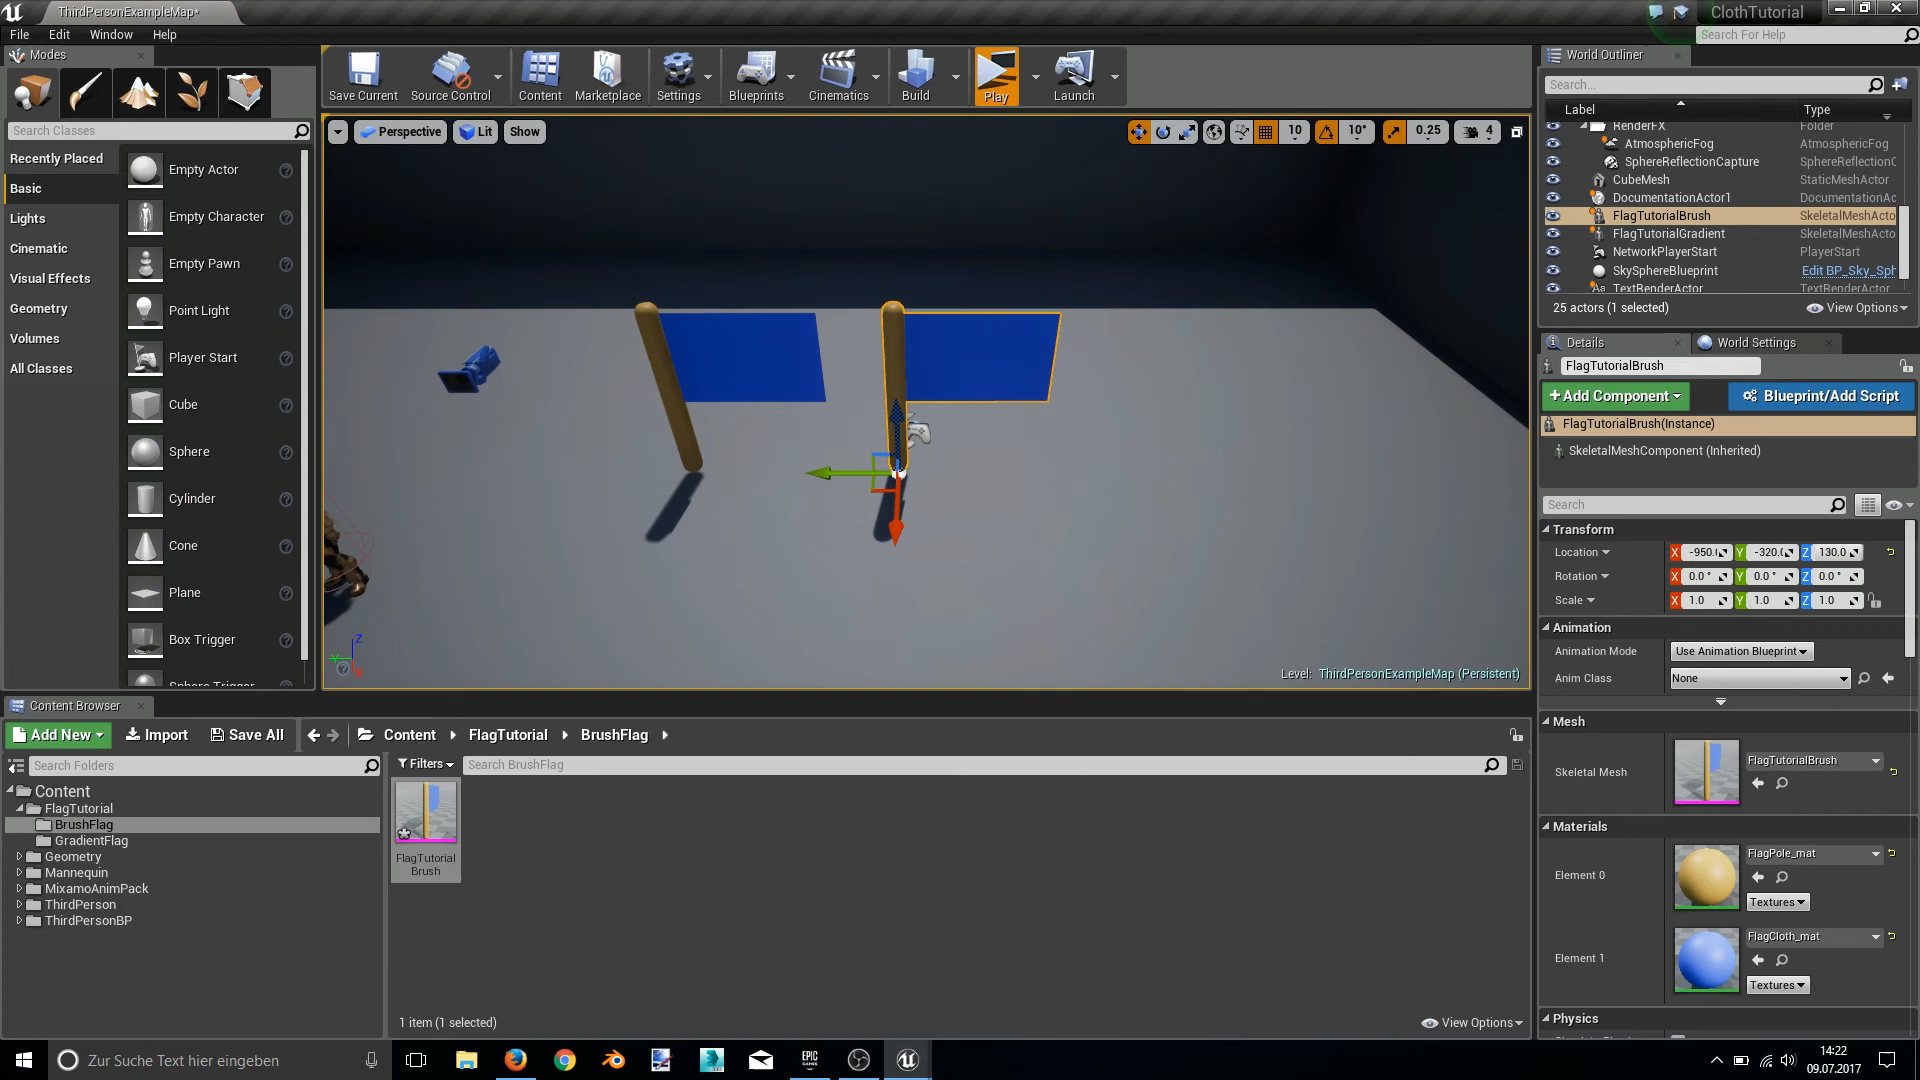 ThirdPersonExampleMap*
ClothTutorial
File Edit Window Help
Search For Help
Modes
Save Current
Source Control
Content
Marketplace
Settings
Blueprints
Cinematics
Build
Play
Launch
World Outliner
Search...
Label Type
RenderFX Folder
AtmosphericFog AtmosphericFog
SphereReflectionCapture SphereReflectionC
CubeMesh StaticMeshActor
DocumentationActor1 DocumentationAc
FlagTutorialBrush SkeletalMeshActo
FlagTutorialGradient SkeletalMeshActo
NetworkPlayerStart PlayerStart
SkySphereBlueprint Edit BP_Sky_Sph
TextRenderActor TextRenderActor
25 actors (1 selected) View Options
Search Classes
Recently Placed
Basic
Lights
Cinematic
Visual Effects
Geometry
Volumes
All Classes
Empty Actor
Empty Character
Empty Pawn
Point Light
Player Start
Cube
Sphere
Cylinder
Cone
Plane
Box Trigger
Sphere Trigger
Perspective Lit Show
10 10° 0.25 4
Z
Y
X
Level: ThirdPersonExampleMap (Persistent)
Details World Settings
FlagTutorialBrush
+Add Component Blueprint/Add Script
FlagTutorialBrush(Instance)
SkeletalMeshComponent (Inherited)
Search
Transform
Location X -950.( Y -320.( Z 130.0
Rotation X 0.0 ° Y 0.0 ° Z 0.0 °
Scale X 1.0 Y 1.0 Z 1.0
Animation
Animation Mode Use Animation Blueprint
Anim Class None
Mesh
Skeletal Mesh FlagTutorialBrush
Materials
Element 0 FlagPole_mat
Textures
Element 1 FlagCloth_mat
Textures
Physics
Content Browser
Add New Import Save All Content FlagTutorial BrushFlag
Search Folders
Filters Search BrushFlag
Content
FlagTutorial
BrushFlag
GradientFlag
Geometry
Mannequin
MixamoAnimPack
ThirdPerson
ThirdPersonBP
FlagTutorial
Brush
1 item (1 selected) View Options
Zur Suche Text hier eingeben
EPIC
GAMES
14:22
09.07.2017